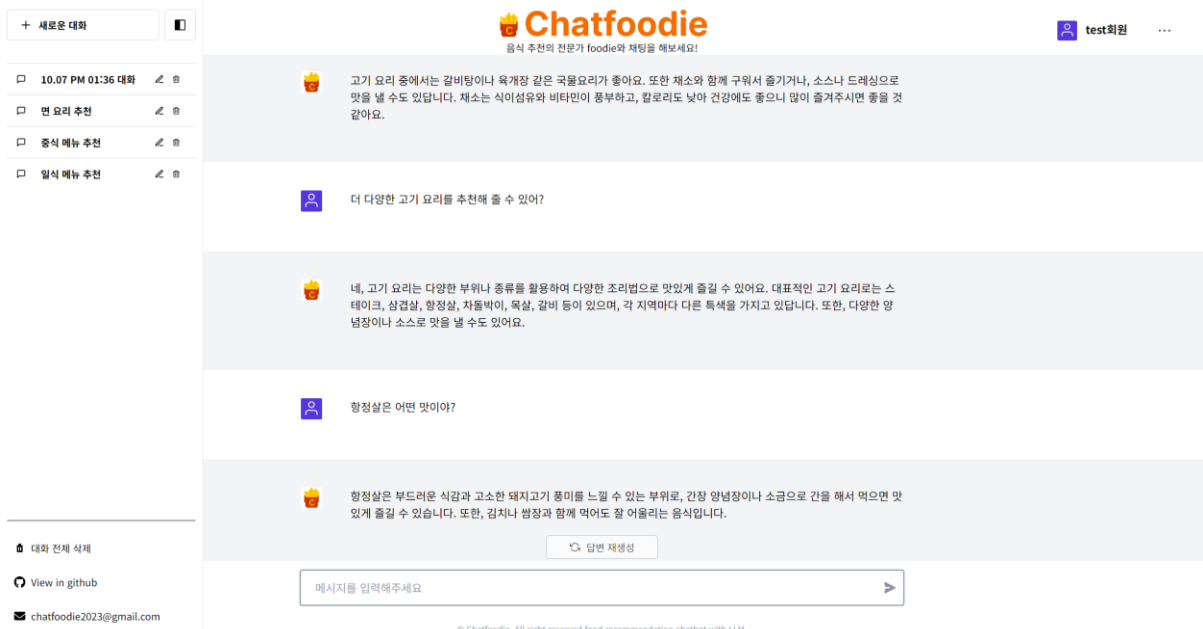 새로운 대화
10.07 PM 01:36 대화
면 요리 추천
중식 메뉴 추천
일식 메뉴 추천
대화 전체 삭제
View in github
chatfoodie2023@gmail.com
Chatfoodie
음식 추천의 전문가 foodie와 채팅을 해보세요!
test회원
고기 요리 중에서는 갈비탕이나 육개장 같은 국물요리가 좋아요. 또한 채소와 함께 구워서 즐기거나, 소스나 드레싱으로
맛을 낼 수도 있답니다. 채소는 식이섬유와 비타민이 풍부하고, 칼로리도 낮아 건강에도 좋으니 많이 즐겨주시면 좋을 것
같아요.
더 다양한 고기 요리를 추천해 줄 수 있어?
네, 고기 요리는 다양한 부위나 종류를 활용하여 다양한 조리법으로 맛있게 즐길 수 있어요. 대표적인 고기 요리로는 스
테이크, 삼겹살, 항정살, 차돌박이, 목살, 갈비 등이 있으며, 각 지역마다 다른 특색을 가지고 있답니다. 또한, 다양한 양
념장이나 소스로 맛을 낼 수도 있어요.
항정살은 어떤 맛이야?
항정살은 부드러운 식감과 고소한 돼지고기 풍미를 느낄 수 있는 부위로, 간장 양념장이나 소금으로 간을 해서 먹으면 맛
있게 즐길 수 있습니다. 또한, 김치나 쌈장과 함께 먹어도 잘 어울리는 음식입니다.
답변 재생성
메시지를 입력해주세요
© Chatfoodie. All right reserved food recommendation chatbot with LLM